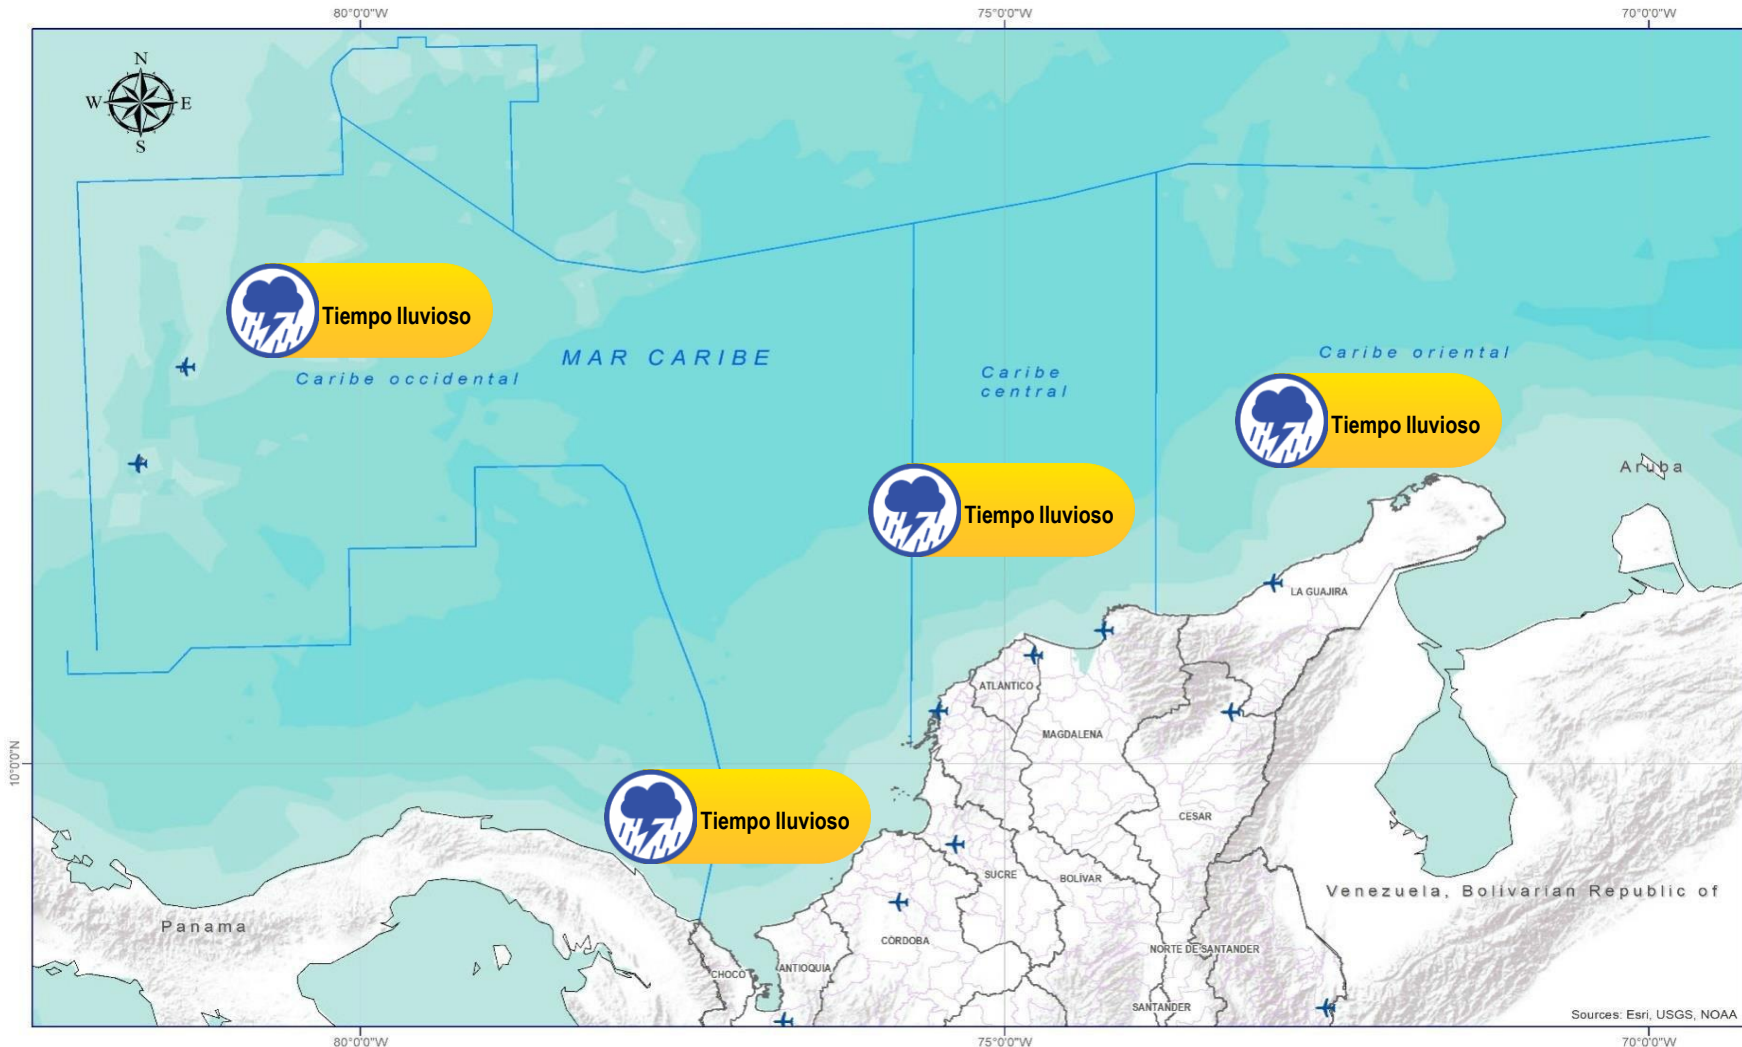 80°0'0"W
75°0'0"W
70°0'0"W
N
W
E
S
Tiempo lluvioso
MAR CARIBE
Caribe occidental
Caribe
central
Caribe oriental
Tiempo lluvioso
Aruba
Tiempo lluvioso
LA GUAJIRA
ATLANTICO
MAGDALENA
10°0'0"N
Tiempo lluvioso
CESAR
SUCRE
BOLÍVAR
Venezuela, Bolivarian Republic of
Panama
CÓRDOBA
NORTE DE SANTANDER
CHOCO
ANTIOQUIA
SANTANDER
Sources: Esri, USGS, NOAA
80°0'0"W
75°0'0"W
70°0'0"W